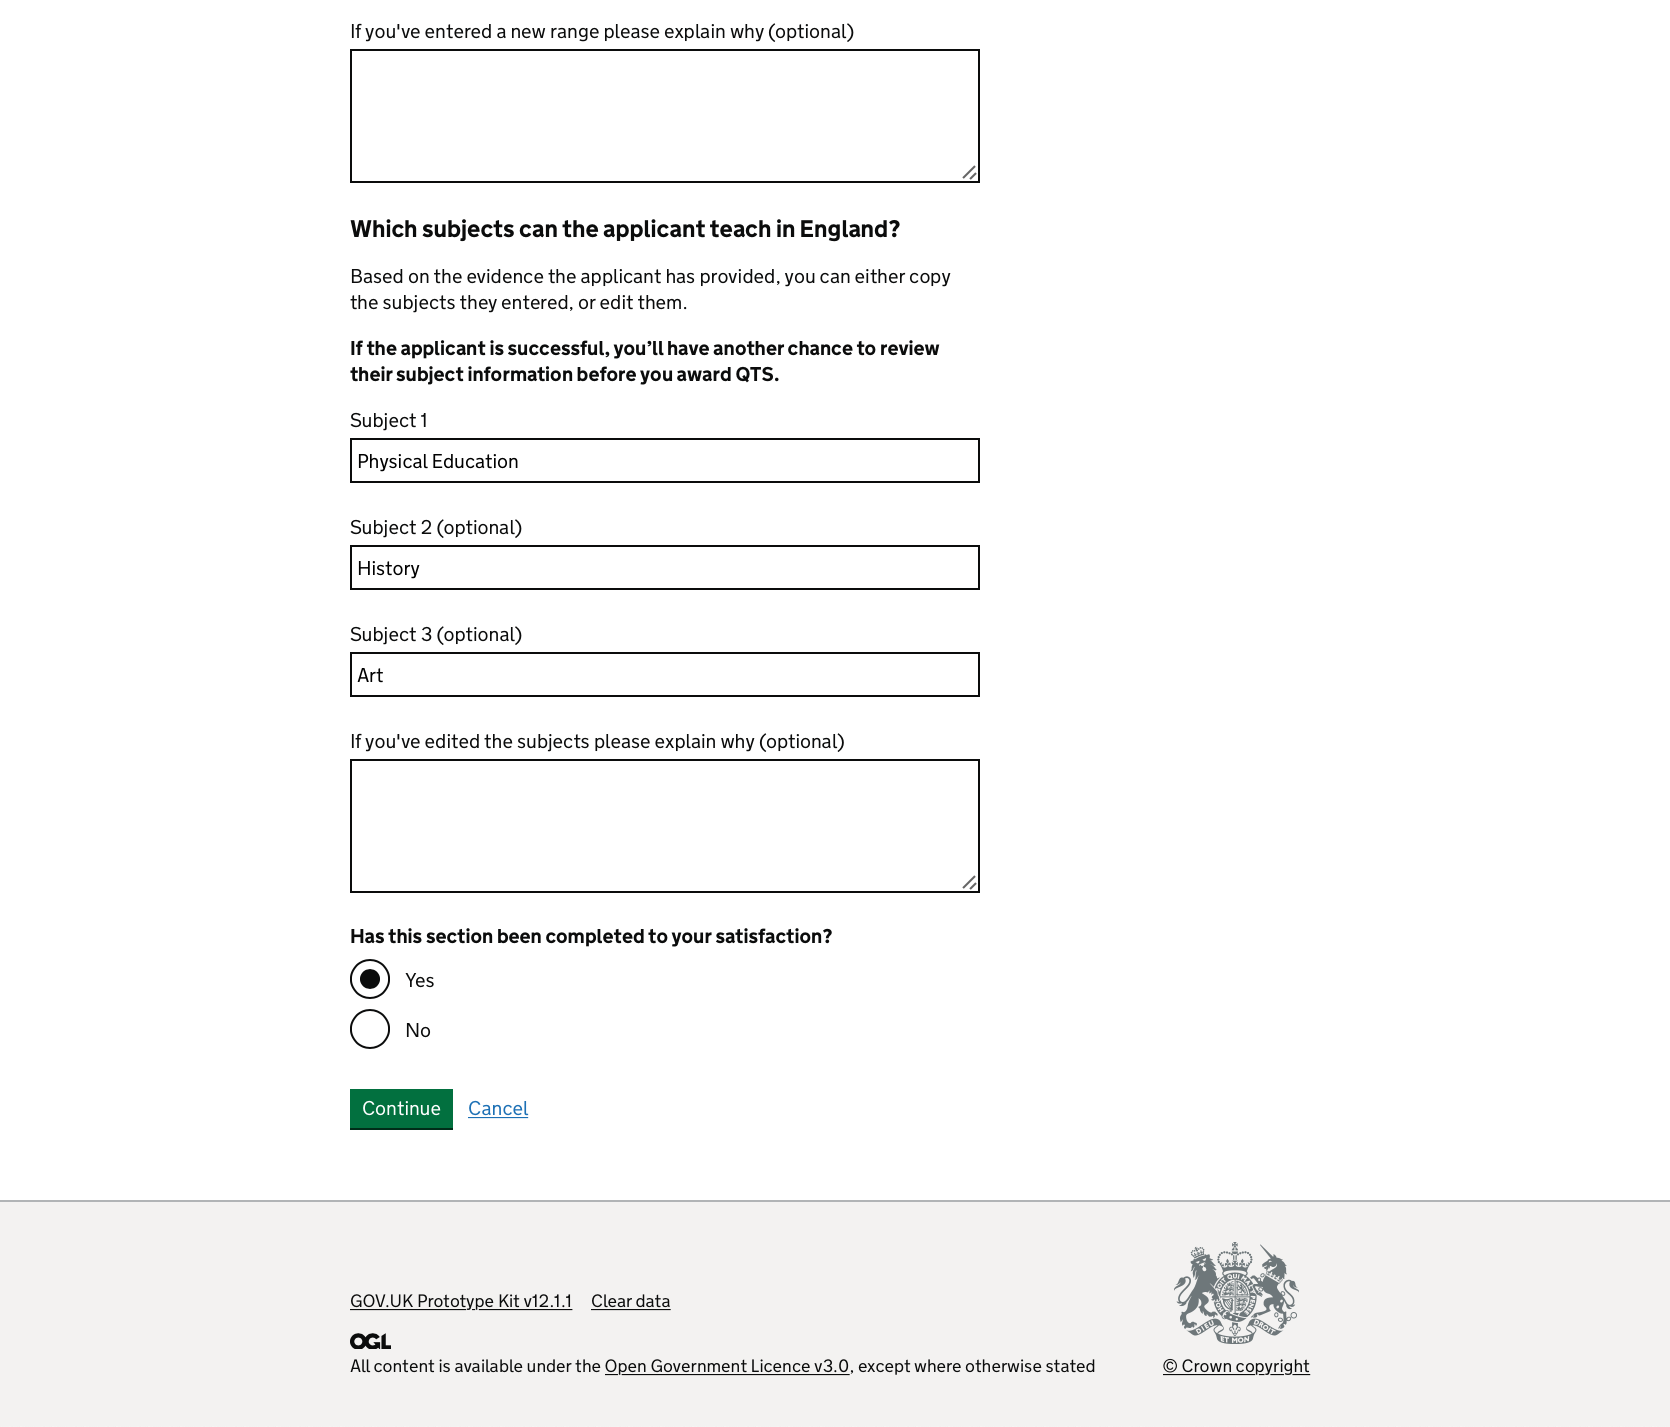 If you've entered a new range please explain why (optional)
Which subjects can the applicant teach in England?
Based on the evidence the applicant has provided, you can either copy
the subjects they entered, or edit them.
If the applicant is successful, you’ll have another chance to review
their subject information before you award QTS.
Subject 1
Physical Education
Subject 2 (optional)
History
Subject 3 (optional)
Art
If you've edited the subjects please explain why (optional)
Has this section been completed to your satisfaction?
Yes
No
Continue Cancel
GOV.UK Prototype Kit v12.1.1 Clear data
OGL
All content is available under the Open Government Licence v3.0, except where otherwise stated
DIEU ET MON DROIT
© Crown copyright